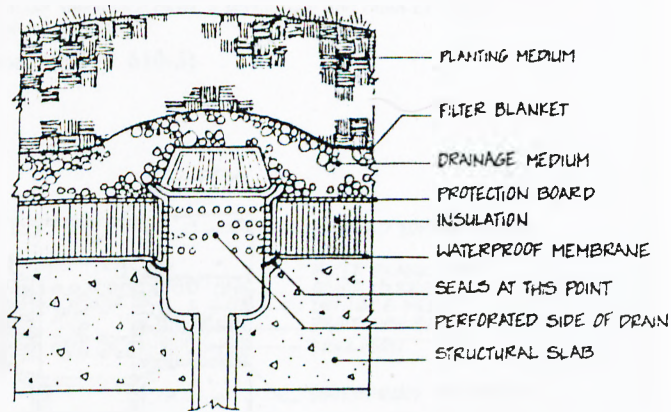 PLANTING MEDIUM
FILTER BLANKET
DRAINAGE MEDIUM
PROTECTION BOARD
INSULATION
WATERPROOF MEMBRANE
SEALS AT THIS POINT
PERFORATED SIDE OF DRAIN
STRUCTURAL SLAB